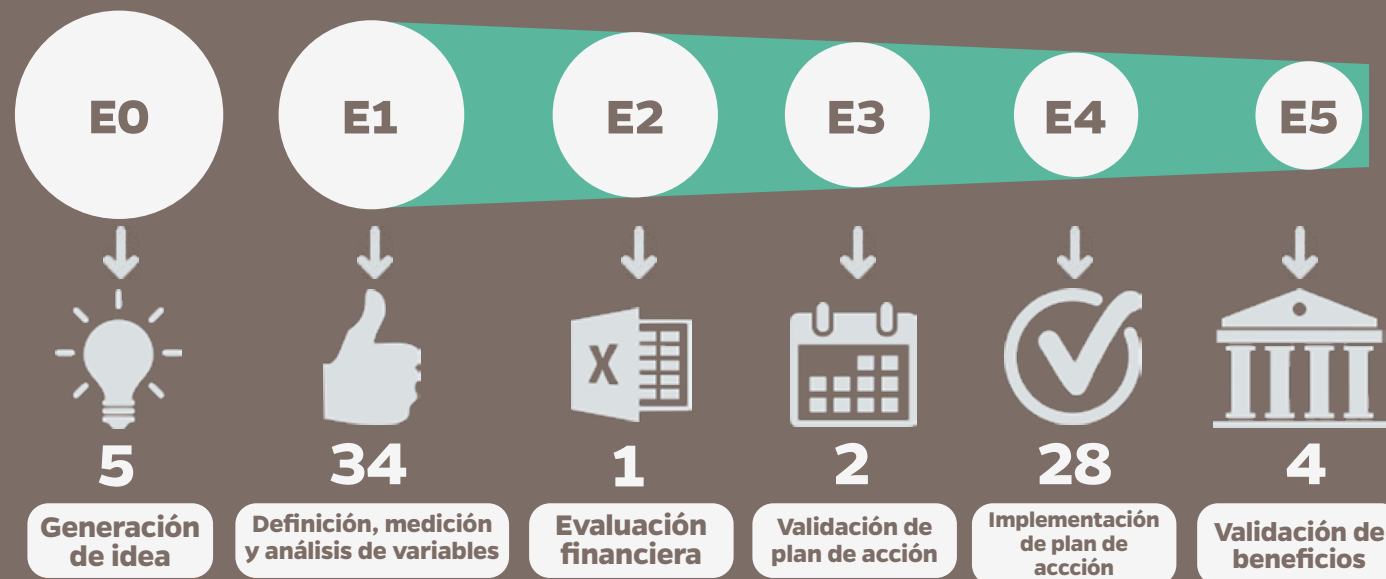 E0
E1
E2
E3
E4
E5
X
5
34
1
2
28
4
Generación
de idea
Definición, medición
y análisis de variables
Evaluación
financiera
Validación de
plan de acción
Implementación
de plan de
accción
Validación de
beneficios